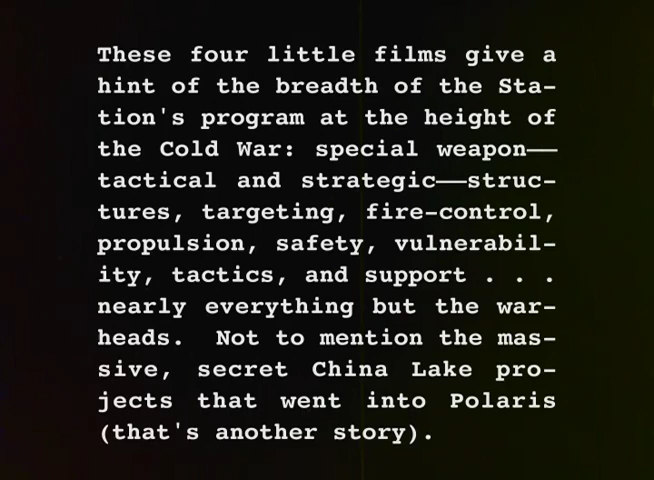 These four little films give a
hint of the breadth of the Sta-
tion's program at the height of
the Cold War: special weapon——
tactical and strategic——struc-
tures, targeting, fire-control,
propulsion, safety, vulnerabil-
ity, tactics, and support . . .
nearly everything but the war-
heads.  Not to mention the mas-
sive, secret China Lake pro-
jects that went into Polaris
(that's another story).